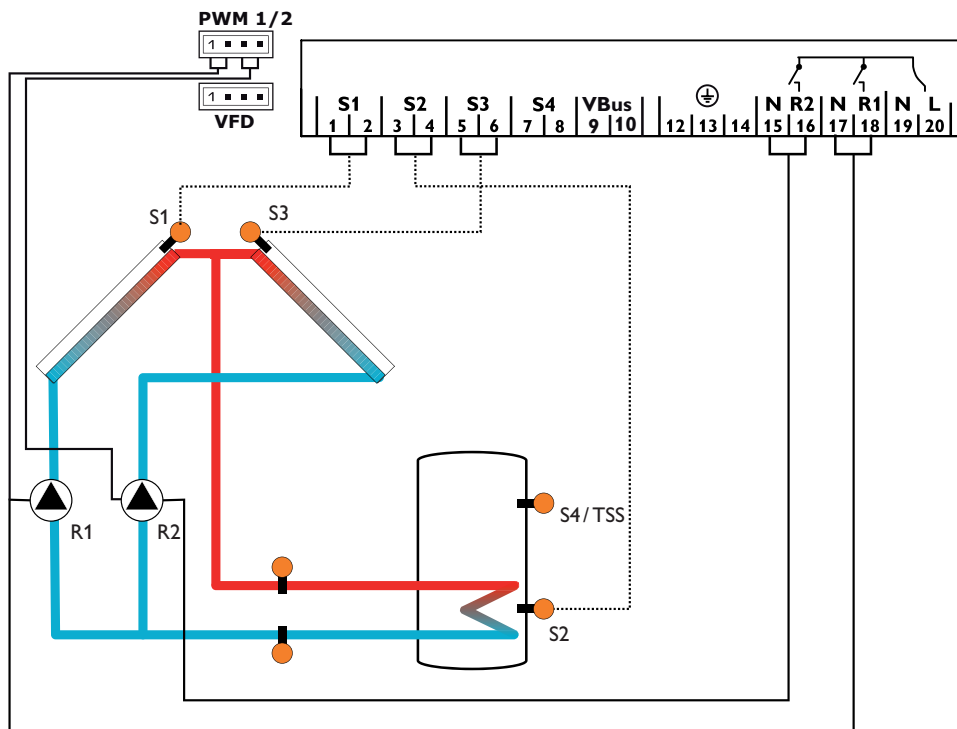 PWM 1/2
1
1
VFD
S1 S2 S3 S4 VBus N R2 N R1 N L
1 2 3 4 5 6 7 8 9 10 12 13 14 15 16 17 18 19 20
S1 S3
S4 / TSS
R1 R2
S2